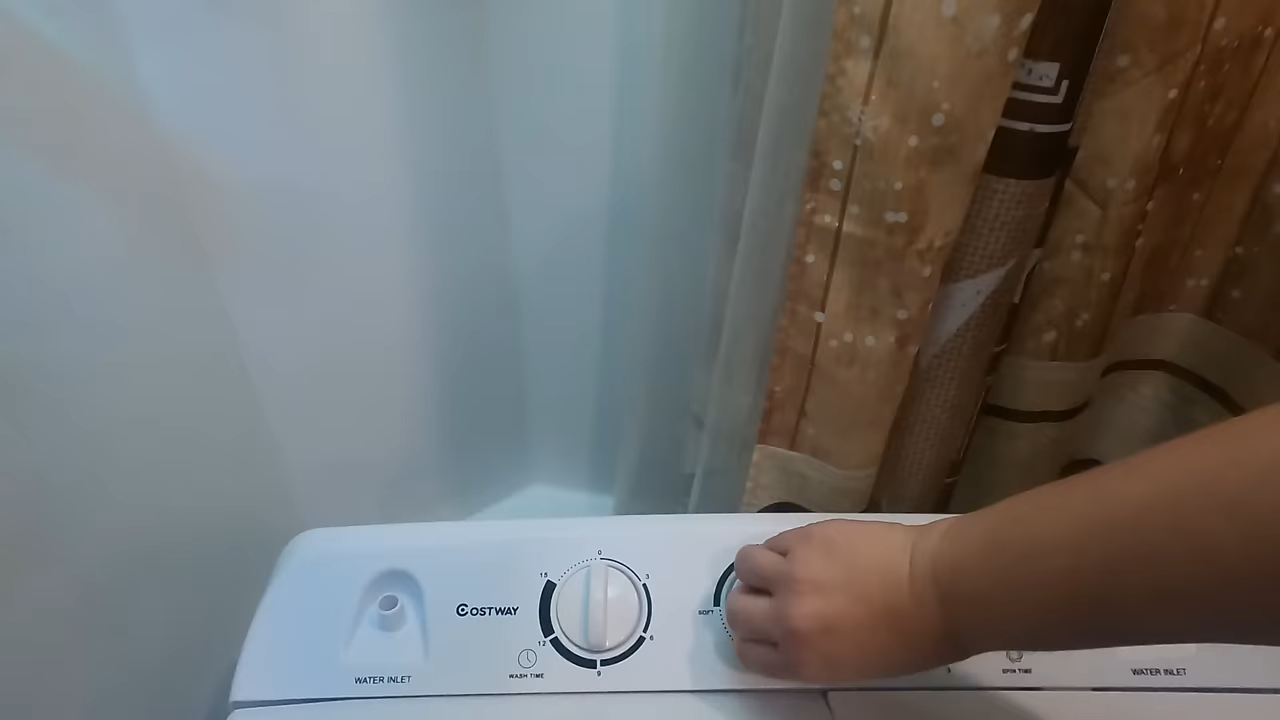 0
3
6
9
12
15
COSTWAY
WASH TIME
WATER INLET
SOFT
SPIN TIME
WATER INLET